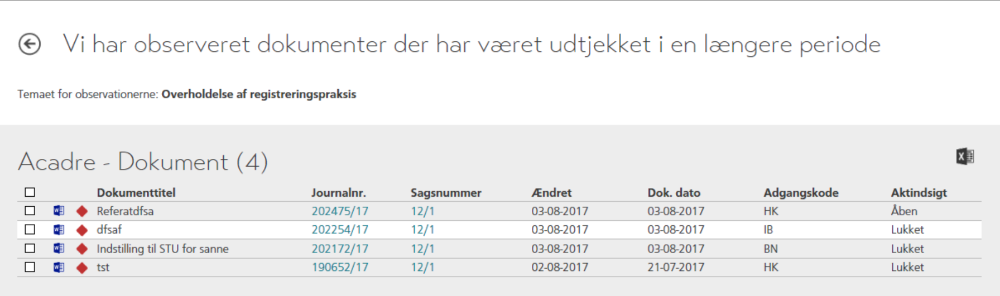 Vi har observeret dokumenter der har været udtjekket i en længere periode
Temaet for observationerne: Overholdelse af registreringspraksis
Acadre - Dokument (4)
Dokumenttitel Journalnr. Sagsnummer Ændret Dok. dato Adgangskode Aktindsigt
Referatdfsa 202475/17 12/1 03-08-2017 03-08-2017 HK Åben
dfsaf 202254/17 12/1 03-08-2017 03-08-2017 IB Lukket
Indstilling til STU for sanne 202172/17 12/1 03-08-2017 03-08-2017 BN Lukket
tst 190652/17 12/1 02-08-2017 21-07-2017 HK Lukket